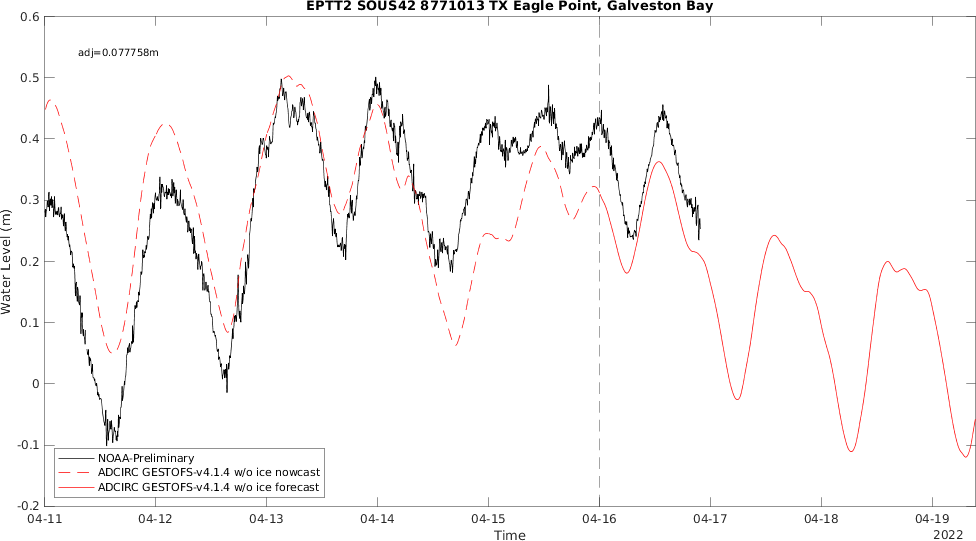 EPTT2 SOUS42 8771013 TX Eagle Point, Galveston Bay
0.6
adj=0.077758m
0.5
0.4
0.3
0.2
0.1
0
-0.1
-0.2
Water Level (m)
NOAA-Preliminary
ADCIRC GESTOFS-v4.1.4 w/o ice nowcast
ADCIRC GESTOFS-v4.1.4 w/o ice forecast
04-11 04-12 04-13 04-14 04-15 04-16 04-17 04-18 04-19
Time
2022